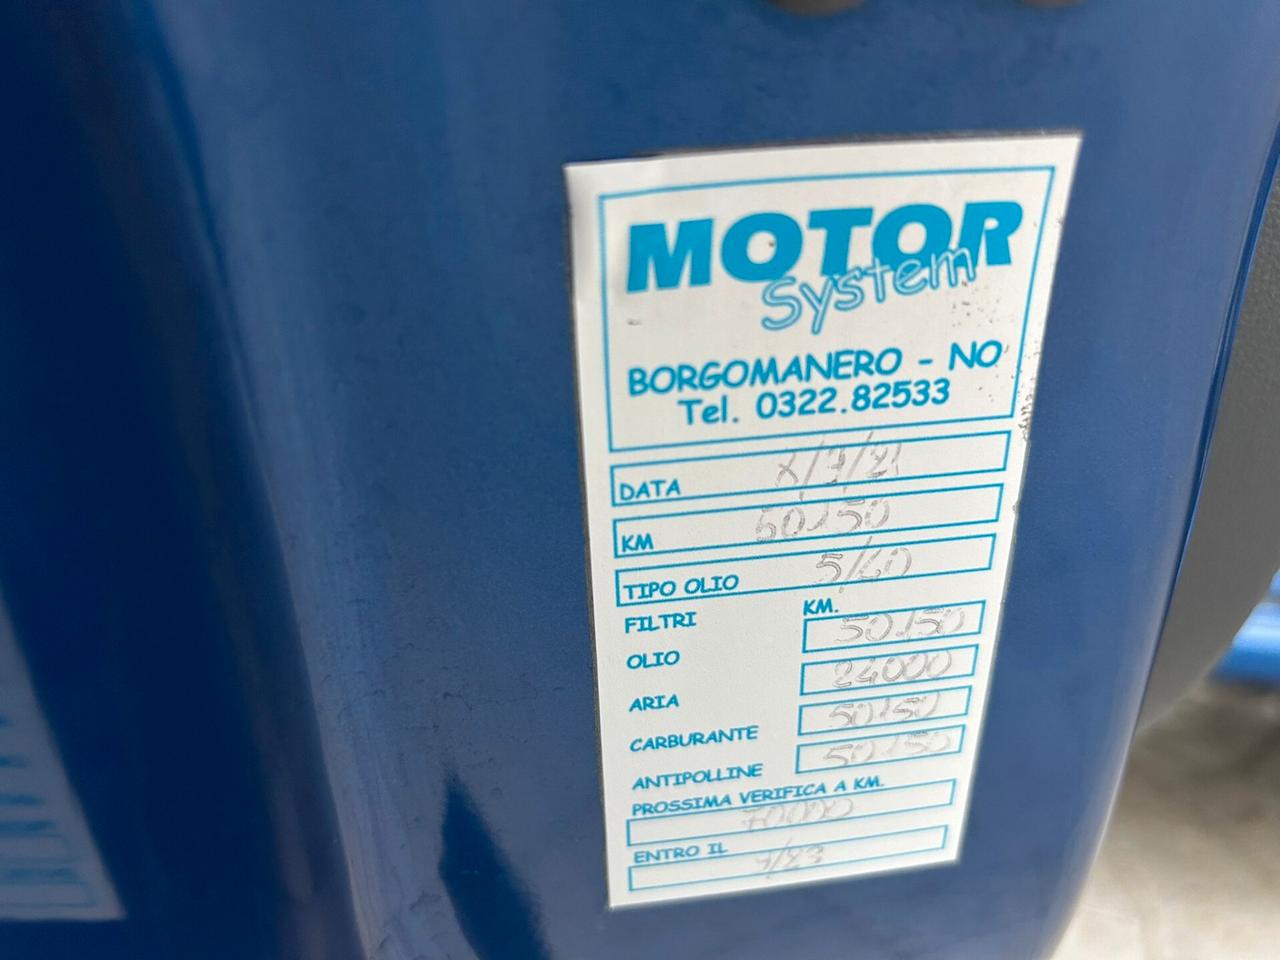 MOTOR
System
BORGOMANERO - NO
Tel. 0322.82533
DATA
KM 50150
TIPO OLIO 5/40
KM.
FILTRI
OLIO 50150
ARIA 24000
CARBURANTE 50150
ANTIPOLLINE 50150
PROSSIMA VERIFICA A KM.
70000
ENTRO IL